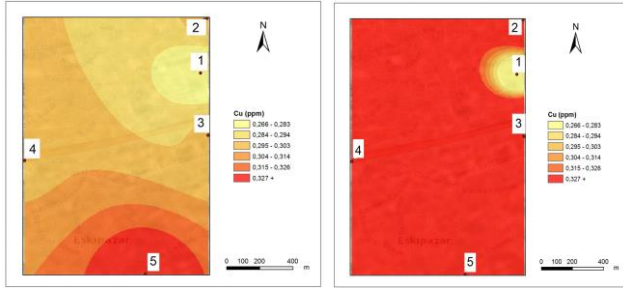 2
N
1
3
4
5
Cu (ppm)
0,266 - 0,283
0,284 - 0,294
0,295 - 0,303
0,304 - 0,314
0,315 - 0,326
0,327 +
Eskipazar
0 100 200 400
m
2
N
1
3
4
5
Cu (ppm)
0,266 - 0,283
0,284 - 0,294
0,295 - 0,303
0,304 - 0,314
0,315 - 0,326
0,327 +
Eskipazar
0 100 200 400
m